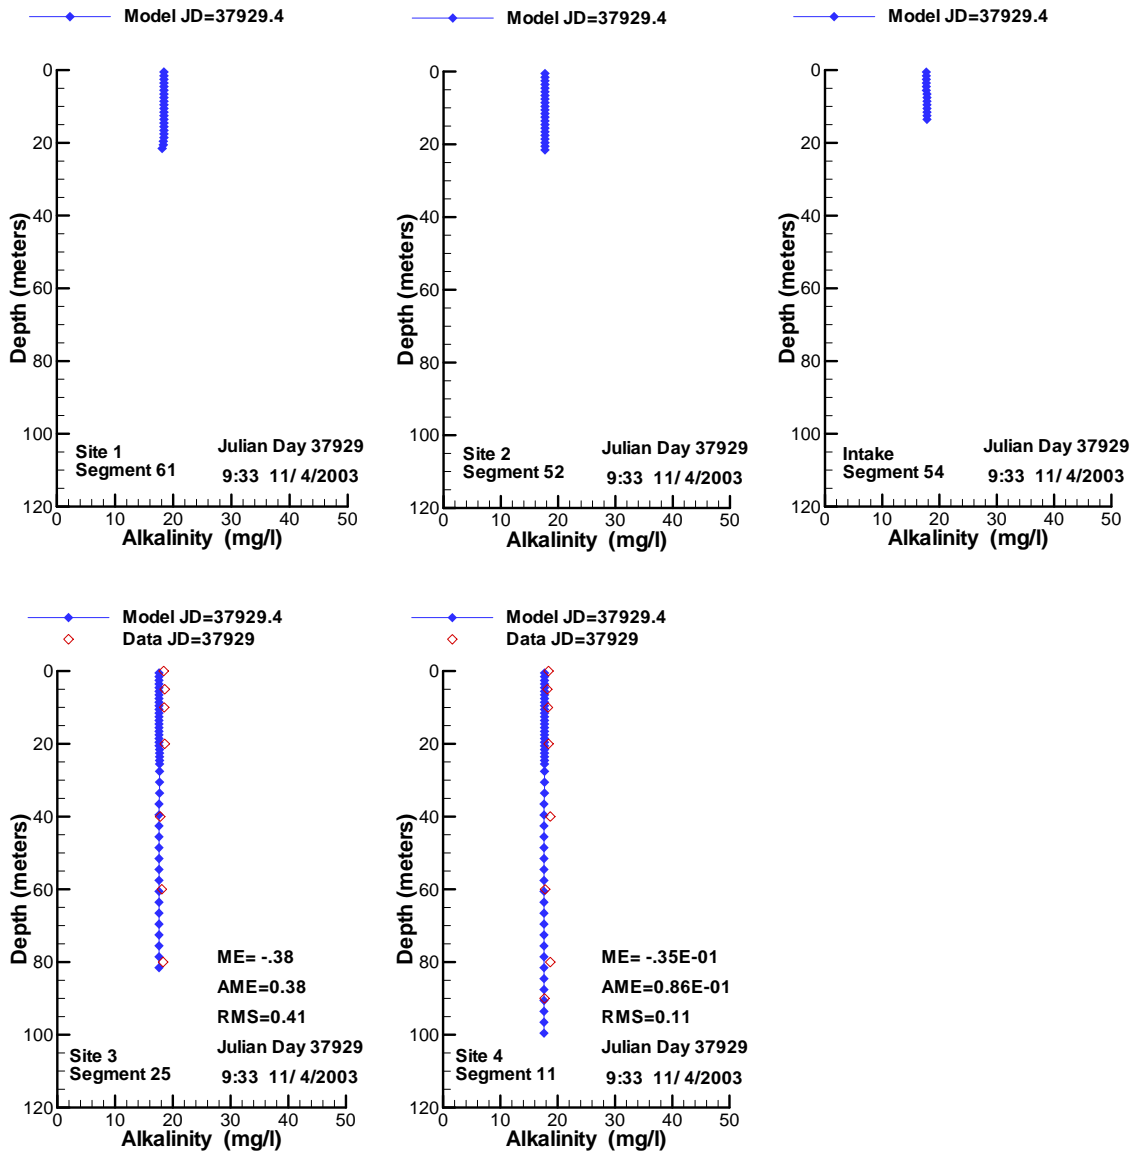 Model JD=37929.4
0
20
40
60
80
100
120
Depth (meters)
Site 1
Segment 61
Julian Day 37929
9:33 11/ 4/2003
0 10 20 30 40 50
Alkalinity (mg/l)
Model JD=37929.4
0
20
40
60
80
100
120
Depth (meters)
Site 2
Segment 52
Julian Day 37929
9:33 11/ 4/2003
0 10 20 30 40 50
Alkalinity (mg/l)
Model JD=37929.4
0
20
40
60
80
100
120
Depth (meters)
Intake
Segment 54
Julian Day 37929
9:33 11/ 4/2003
0 10 20 30 40 50
Alkalinity (mg/l)
Model JD=37929.4
Data JD=37929
0
20
40
60
80
100
120
Depth (meters)
ME= -.38
AME=0.38
RMS=0.41
Julian Day 37929
9:33 11/ 4/2003
Site 3
Segment 25
0 10 20 30 40 50
Alkalinity (mg/l)
Model JD=37929.4
Data JD=37929
0
20
40
60
80
100
120
Depth (meters)
ME= -.35E-01
AME=0.86E-01
RMS=0.11
Julian Day 37929
9:33 11/ 4/2003
Site 4
Segment 11
0 10 20 30 40 50
Alkalinity (mg/l)